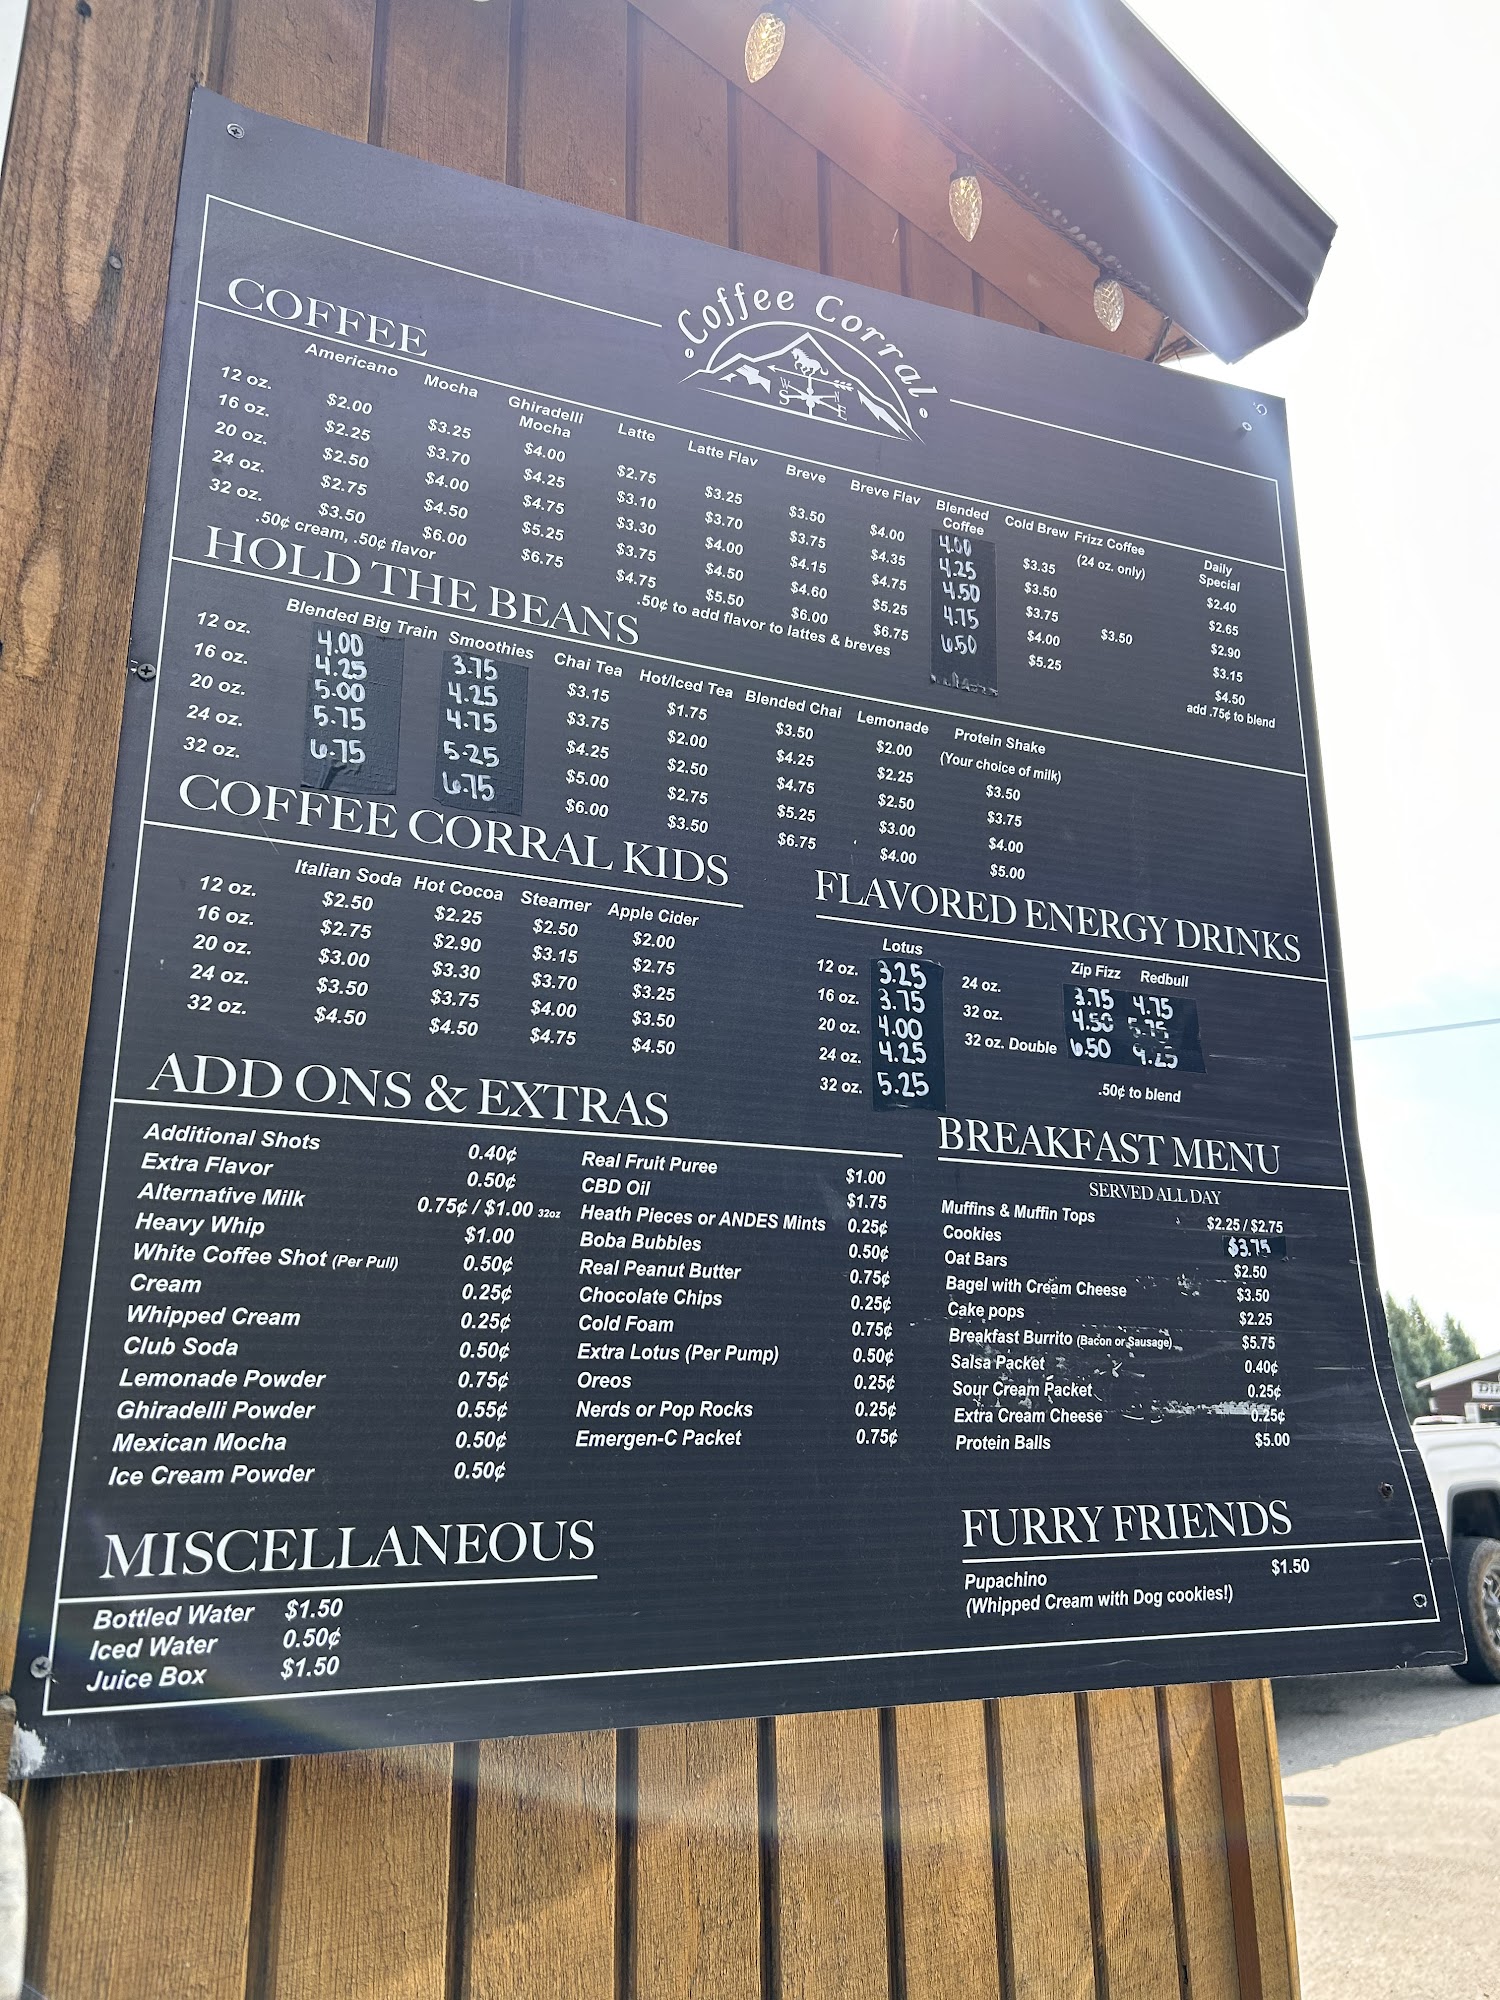 Coffee Corral
W
S
E
COFFEE
Americano Mocha Ghiradelli Mocha Latte Latte Flav Breve Breve Flav Blended Coffee Cold Brew Frizz Coffee (24 oz. only) Daily Special
12 oz. $2.00 $3.25 $4.00 $2.75 $3.25 $3.50 $4.00 4.00 $3.35 $2.40
16 oz. $2.25 $3.70 $4.25 $3.10 $3.70 $3.75 $4.35 4.25 $3.50 $2.65
20 oz. $2.50 $4.00 $4.75 $3.30 $4.00 $4.15 $4.75 4.50 $3.75 $2.90
24 oz. $2.75 $4.50 $5.25 $3.75 $4.50 $4.60 $5.25 4.75 $4.00 $3.50 $3.15
32 oz. $3.50 $6.00 $6.75 $4.75 $5.50 $6.00 $6.75 6.50 $5.25 $4.50
.50¢ cream, .50¢ flavor
.50¢ to add flavor to lattes & breves
add .75¢ to blend
HOLD THE BEANS
Blended Big Train Smoothies Chai Tea Hot/Iced Tea Blended Chai Lemonade Protein Shake
(Your choice of milk)
12 oz. 4.00 3.75 $3.15 $1.75 $3.50 $2.00 $3.50
16 oz. 4.25 4.25 $3.75 $2.00 $4.25 $2.25 $3.75
20 oz. 5.00 4.75 $4.25 $2.50 $4.75 $2.50 $4.00
24 oz. 5.75 5.25 $5.00 $2.75 $5.25 $3.00 $5.00
32 oz. 6.75 6.75 $6.00 $3.50 $6.75 $4.00
COFFEE CORRAL KIDS
Italian Soda Hot Cocoa Steamer Apple Cider
12 oz. $2.50 $2.25 $2.50 $2.00
16 oz. $2.75 $2.90 $3.15 $2.75
20 oz. $3.00 $3.30 $3.70 $3.25
24 oz. $3.50 $3.75 $4.00 $3.50
32 oz. $4.50 $4.50 $4.75 $4.50
FLAVORED ENERGY DRINKS
Lotus
12 oz. 3.25
16 oz. 3.75
20 oz. 4.00
24 oz. 4.25
32 oz. 5.25
Zip Fizz Redbull
24 oz. 3.75 4.75
32 oz. 4.50 5.75
32 oz. Double 6.50 9.25
.50¢ to blend
ADD ONS & EXTRAS
Additional Shots 0.40¢
Extra Flavor 0.50¢
Alternative Milk 0.75¢ / $1.00 32oz
Heavy Whip $1.00
White Coffee Shot (Per Pull) 0.50¢
Cream 0.25¢
Whipped Cream 0.25¢
Club Soda 0.50¢
Lemonade Powder 0.75¢
Ghiradelli Powder 0.55¢
Mexican Mocha 0.50¢
Ice Cream Powder 0.50¢
Real Fruit Puree $1.00
CBD Oil $1.75
Heath Pieces or ANDES Mints 0.25¢
Boba Bubbles 0.50¢
Real Peanut Butter 0.75¢
Chocolate Chips 0.25¢
Cold Foam 0.75¢
Extra Lotus (Per Pump) 0.50¢
Oreos 0.25¢
Nerds or Pop Rocks 0.25¢
Emergen-C Packet 0.75¢
BREAKFAST MENU
SERVED ALL DAY
Muffins & Muffin Tops $2.25 / $2.75
Cookies $3.75
Oat Bars $2.50
Bagel with Cream Cheese $3.50
Cake pops $2.25
Breakfast Burrito (Bacon or Sausage) $5.75
Salsa Packet 0.40¢
Sour Cream Packet 0.25¢
Extra Cream Cheese 0.25¢
Protein Balls $5.00
MISCELLANEOUS
Bottled Water $1.50
Iced Water 0.50¢
Juice Box $1.50
FURRY FRIENDS
Pupachino $1.50
(Whipped Cream with Dog cookies!)